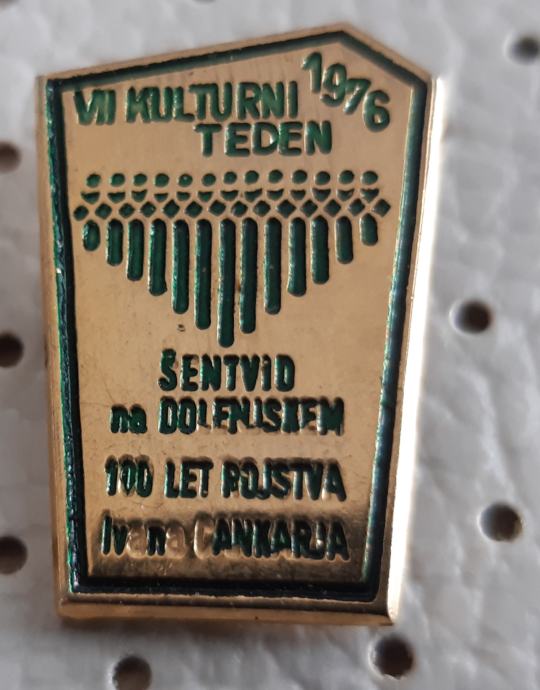 VII KULTURNI 1976
TEDEN
ŠENTVID
na DOLENJSKEM
100 LET ROJSTVA
Ivana CANKARJA